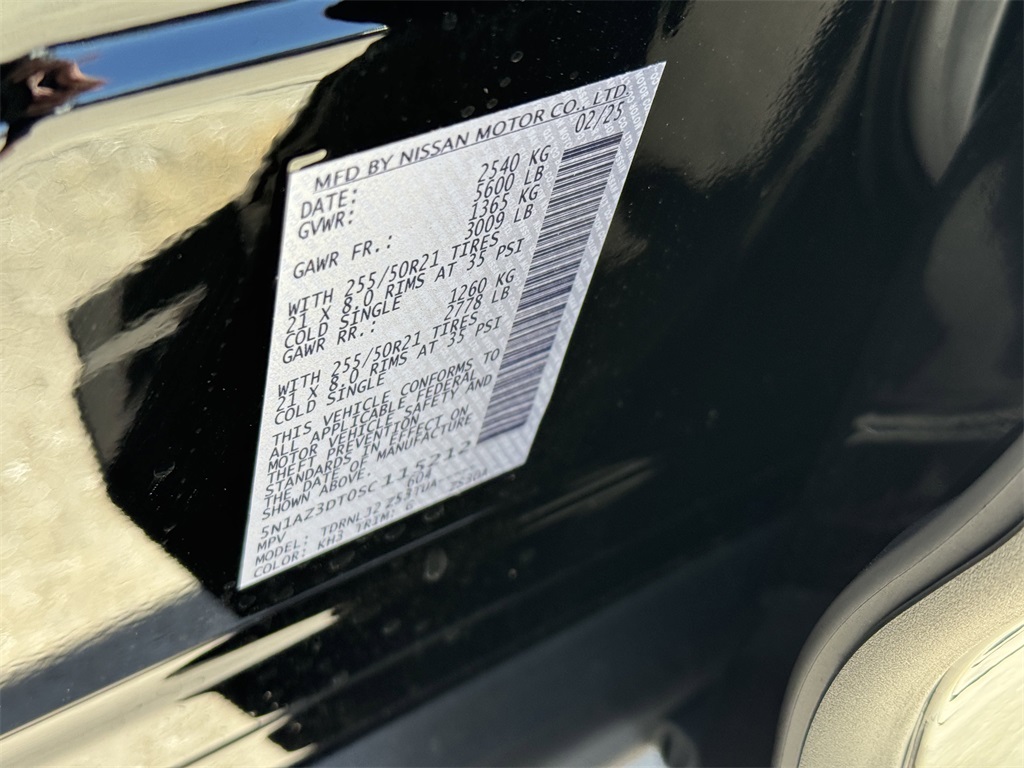 MFD BY NISSAN MOTOR CO., LTD.
DATE: 02/25
GVWR: 2540 KG
5600 LB
GAWR FR.: 1365 KG
3009 LB
WITH 255/50R21 TIRES
21 X 8.0 RIMS AT 35 PSI
COLD SINGLE
GAWR RR.: 1260 KG
2778 LB
WITH 255/50R21 TIRES
21 X 8.0 RIMS AT 35 PSI
COLD SINGLE
THIS VEHICLE CONFORMS TO
ALL APPLICABLE FEDERAL
MOTOR VEHICLE SAFETY AND
THEFT PREVENTION
STANDARDS IN EFFECT ON
THE DATE OF MANUFACTURE
SHOWN ABOVE.
5N1AZ3DT0SC115212
MPV 604
MODEL: TDRNL32 Z53TUA-
COLOR: KH3 TRIM: G